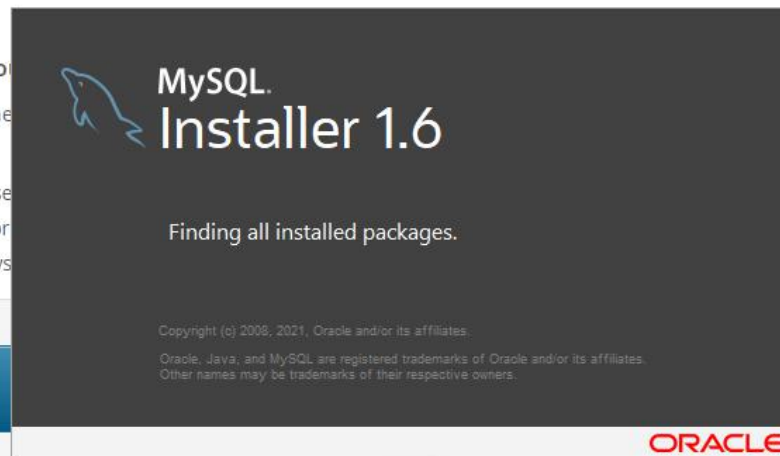 MySQL.
Installer 1.6
Finding all installed packages.
Copyright (c) 2008, 2021, Oracle and/or its affiliates.
Oracle, Java, and MySQL are registered trademarks of Oracle and/or its affiliates.
Other names may be trademarks of their respective owners.
ORACLE